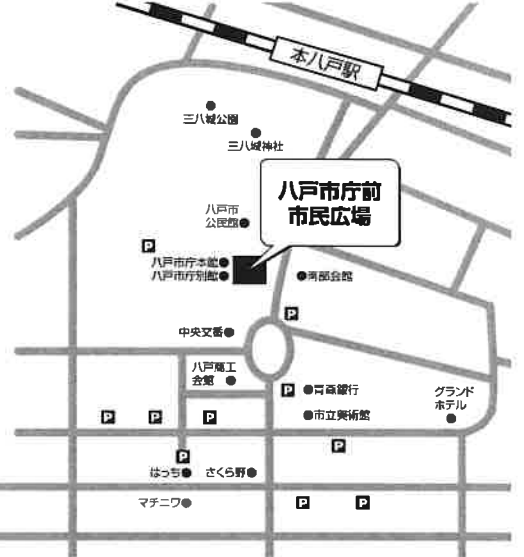 本八戸駅
三八城公園
三八城神社
八戸市庁前
市民広場
八戸市
公民館
P
八戸市庁本館
八戸市庁別館
南部会館
P
中央交番
八戸商工
会館
P
青森銀行
グランド
ホテル
市立美術館
P
P
P
P
P
はっち
さくら野
マチニワ
P
P